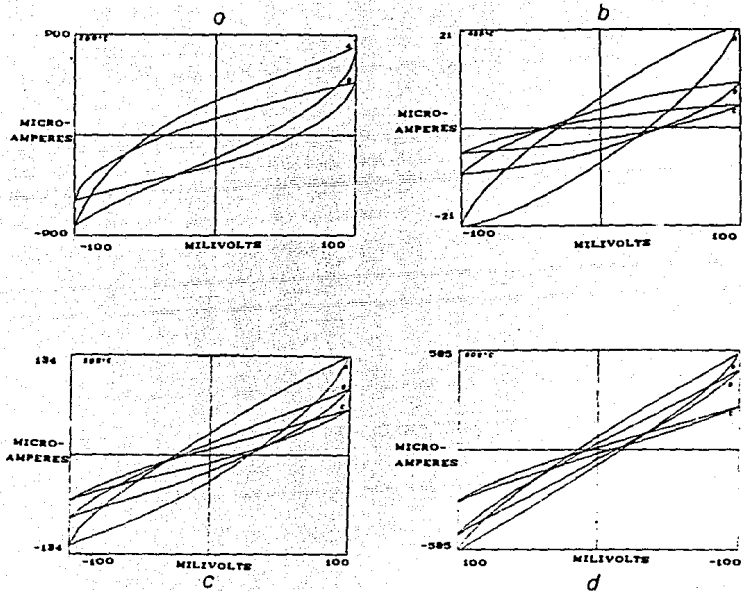 a
900
MICRO-
AMPERES
-900
-100
MILIVOLTS
100
b
21
MICRO-
AMPERES
-21
-100
MILIVOLTS
100
134
MICRO-
AMPERES
-134
-100
MILIVOLTS
100
c
585
MICRO-
AMPERES
-585
100
MILIVOLTS
-100
d